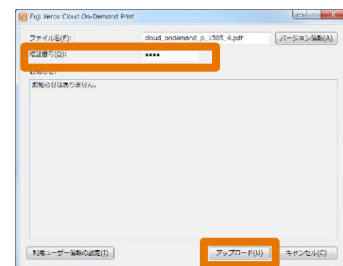 Fuji Xerox Cloud On-Demand Print
ファイル名(F): cloud_ondemand_p_1505_4.pdf バージョン情報(A)
暗証番号(Q): ●●●●
お知らせ:
お知らせはありません。
利用ユーザー情報の設定(I) アップロード(U) キャンセル(C)